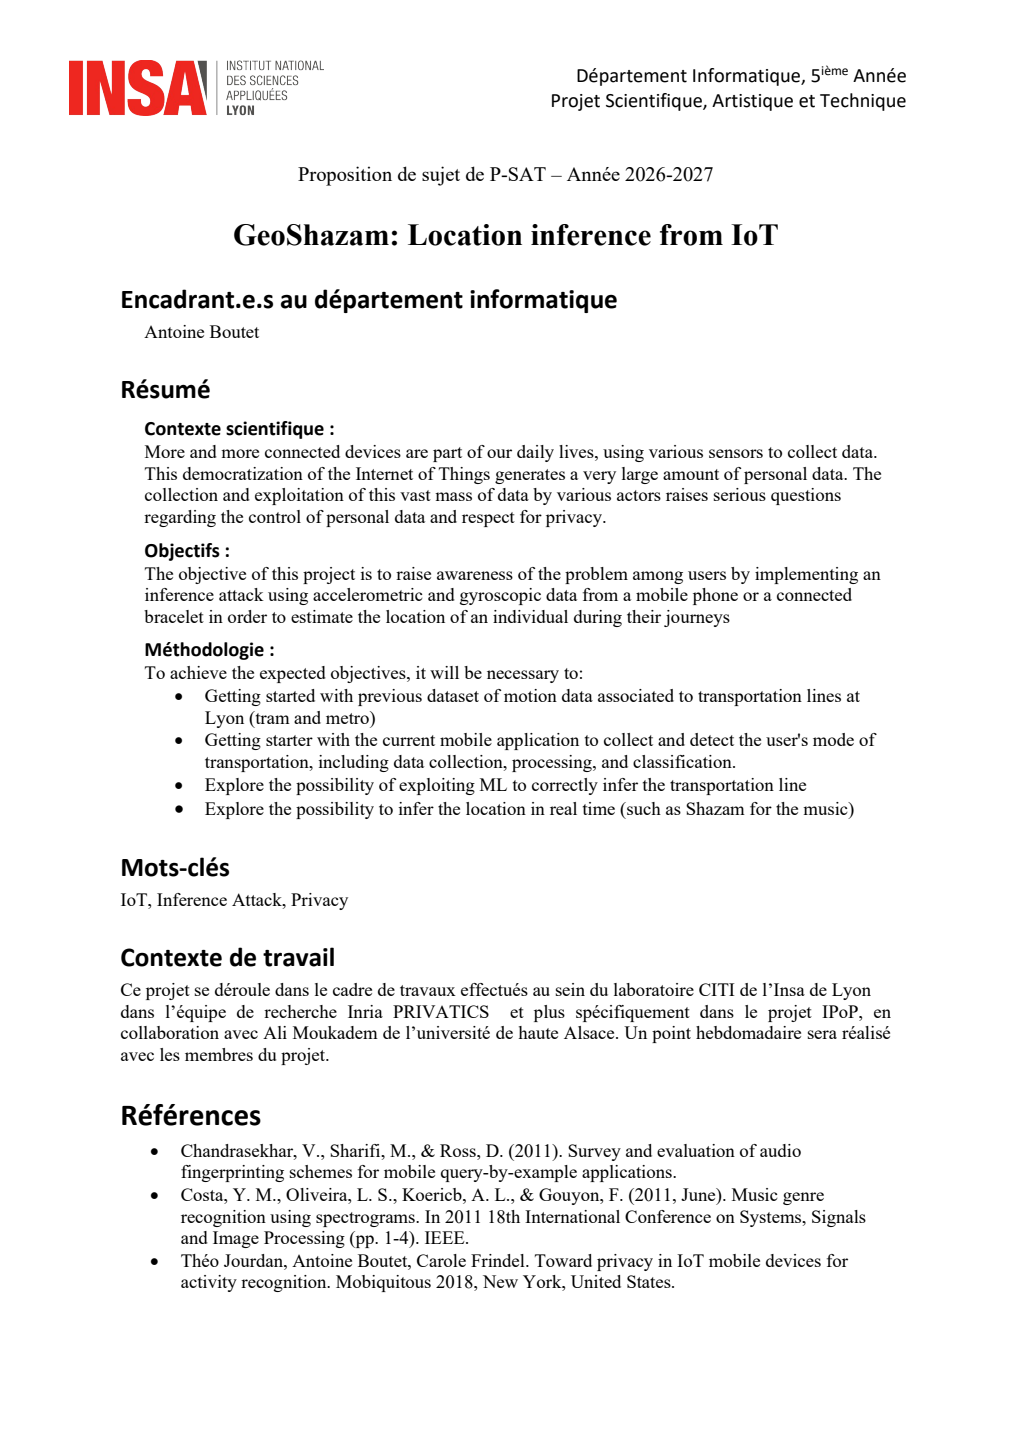 INSA
INSTITUT NATIONAL
DES SCIENCES
APPLIQUÉES
LYON
Département Informatique, 5ième Année
Projet Scientifique, Artistique et Technique
Proposition de sujet de P-SAT – Année 2026-2027
GeoShazam: Location inference from IoT
Encadrant.e.s au département informatique
Antoine Boutet
Résumé
Contexte scientifique :
More and more connected devices are part of our daily lives, using various sensors to collect data.
This democratization of the Internet of Things generates a very large amount of personal data. The
collection and exploitation of this vast mass of data by various actors raises serious questions
regarding the control of personal data and respect for privacy.
Objectifs :
The objective of this project is to raise awareness of the problem among users by implementing an
inference attack using accelerometric and gyroscopic data from a mobile phone or a connected
bracelet in order to estimate the location of an individual during their journeys
Méthodologie :
To achieve the expected objectives, it will be necessary to:
• Getting started with previous dataset of motion data associated to transportation lines at
Lyon (tram and metro)
• Getting starter with the current mobile application to collect and detect the user's mode of
transportation, including data collection, processing, and classification.
• Explore the possibility of exploiting ML to correctly infer the transportation line
• Explore the possibility to infer the location in real time (such as Shazam for the music)
Mots-clés
IoT, Inference Attack, Privacy
Contexte de travail
Ce projet se déroule dans le cadre de travaux effectués au sein du laboratoire CITI de l’Insa de Lyon
dans l’équipe de recherche Inria PRIVATICS et plus spécifiquement dans le projet IPoP, en
collaboration avec Ali Moukadem de l’université de haute Alsace. Un point hebdomadaire sera réalisé
avec les membres du projet.
Références
• Chandrasekhar, V., Sharifi, M., & Ross, D. (2011). Survey and evaluation of audio
fingerprinting schemes for mobile query-by-example applications.
• Costa, Y. M., Oliveira, L. S., Koericb, A. L., & Gouyon, F. (2011, June). Music genre
recognition using spectrograms. In 2011 18th International Conference on Systems, Signals
and Image Processing (pp. 1-4). IEEE.
• Théo Jourdan, Antoine Boutet, Carole Frindel. Toward privacy in IoT mobile devices for
activity recognition. Mobiquitous 2018, New York, United States.